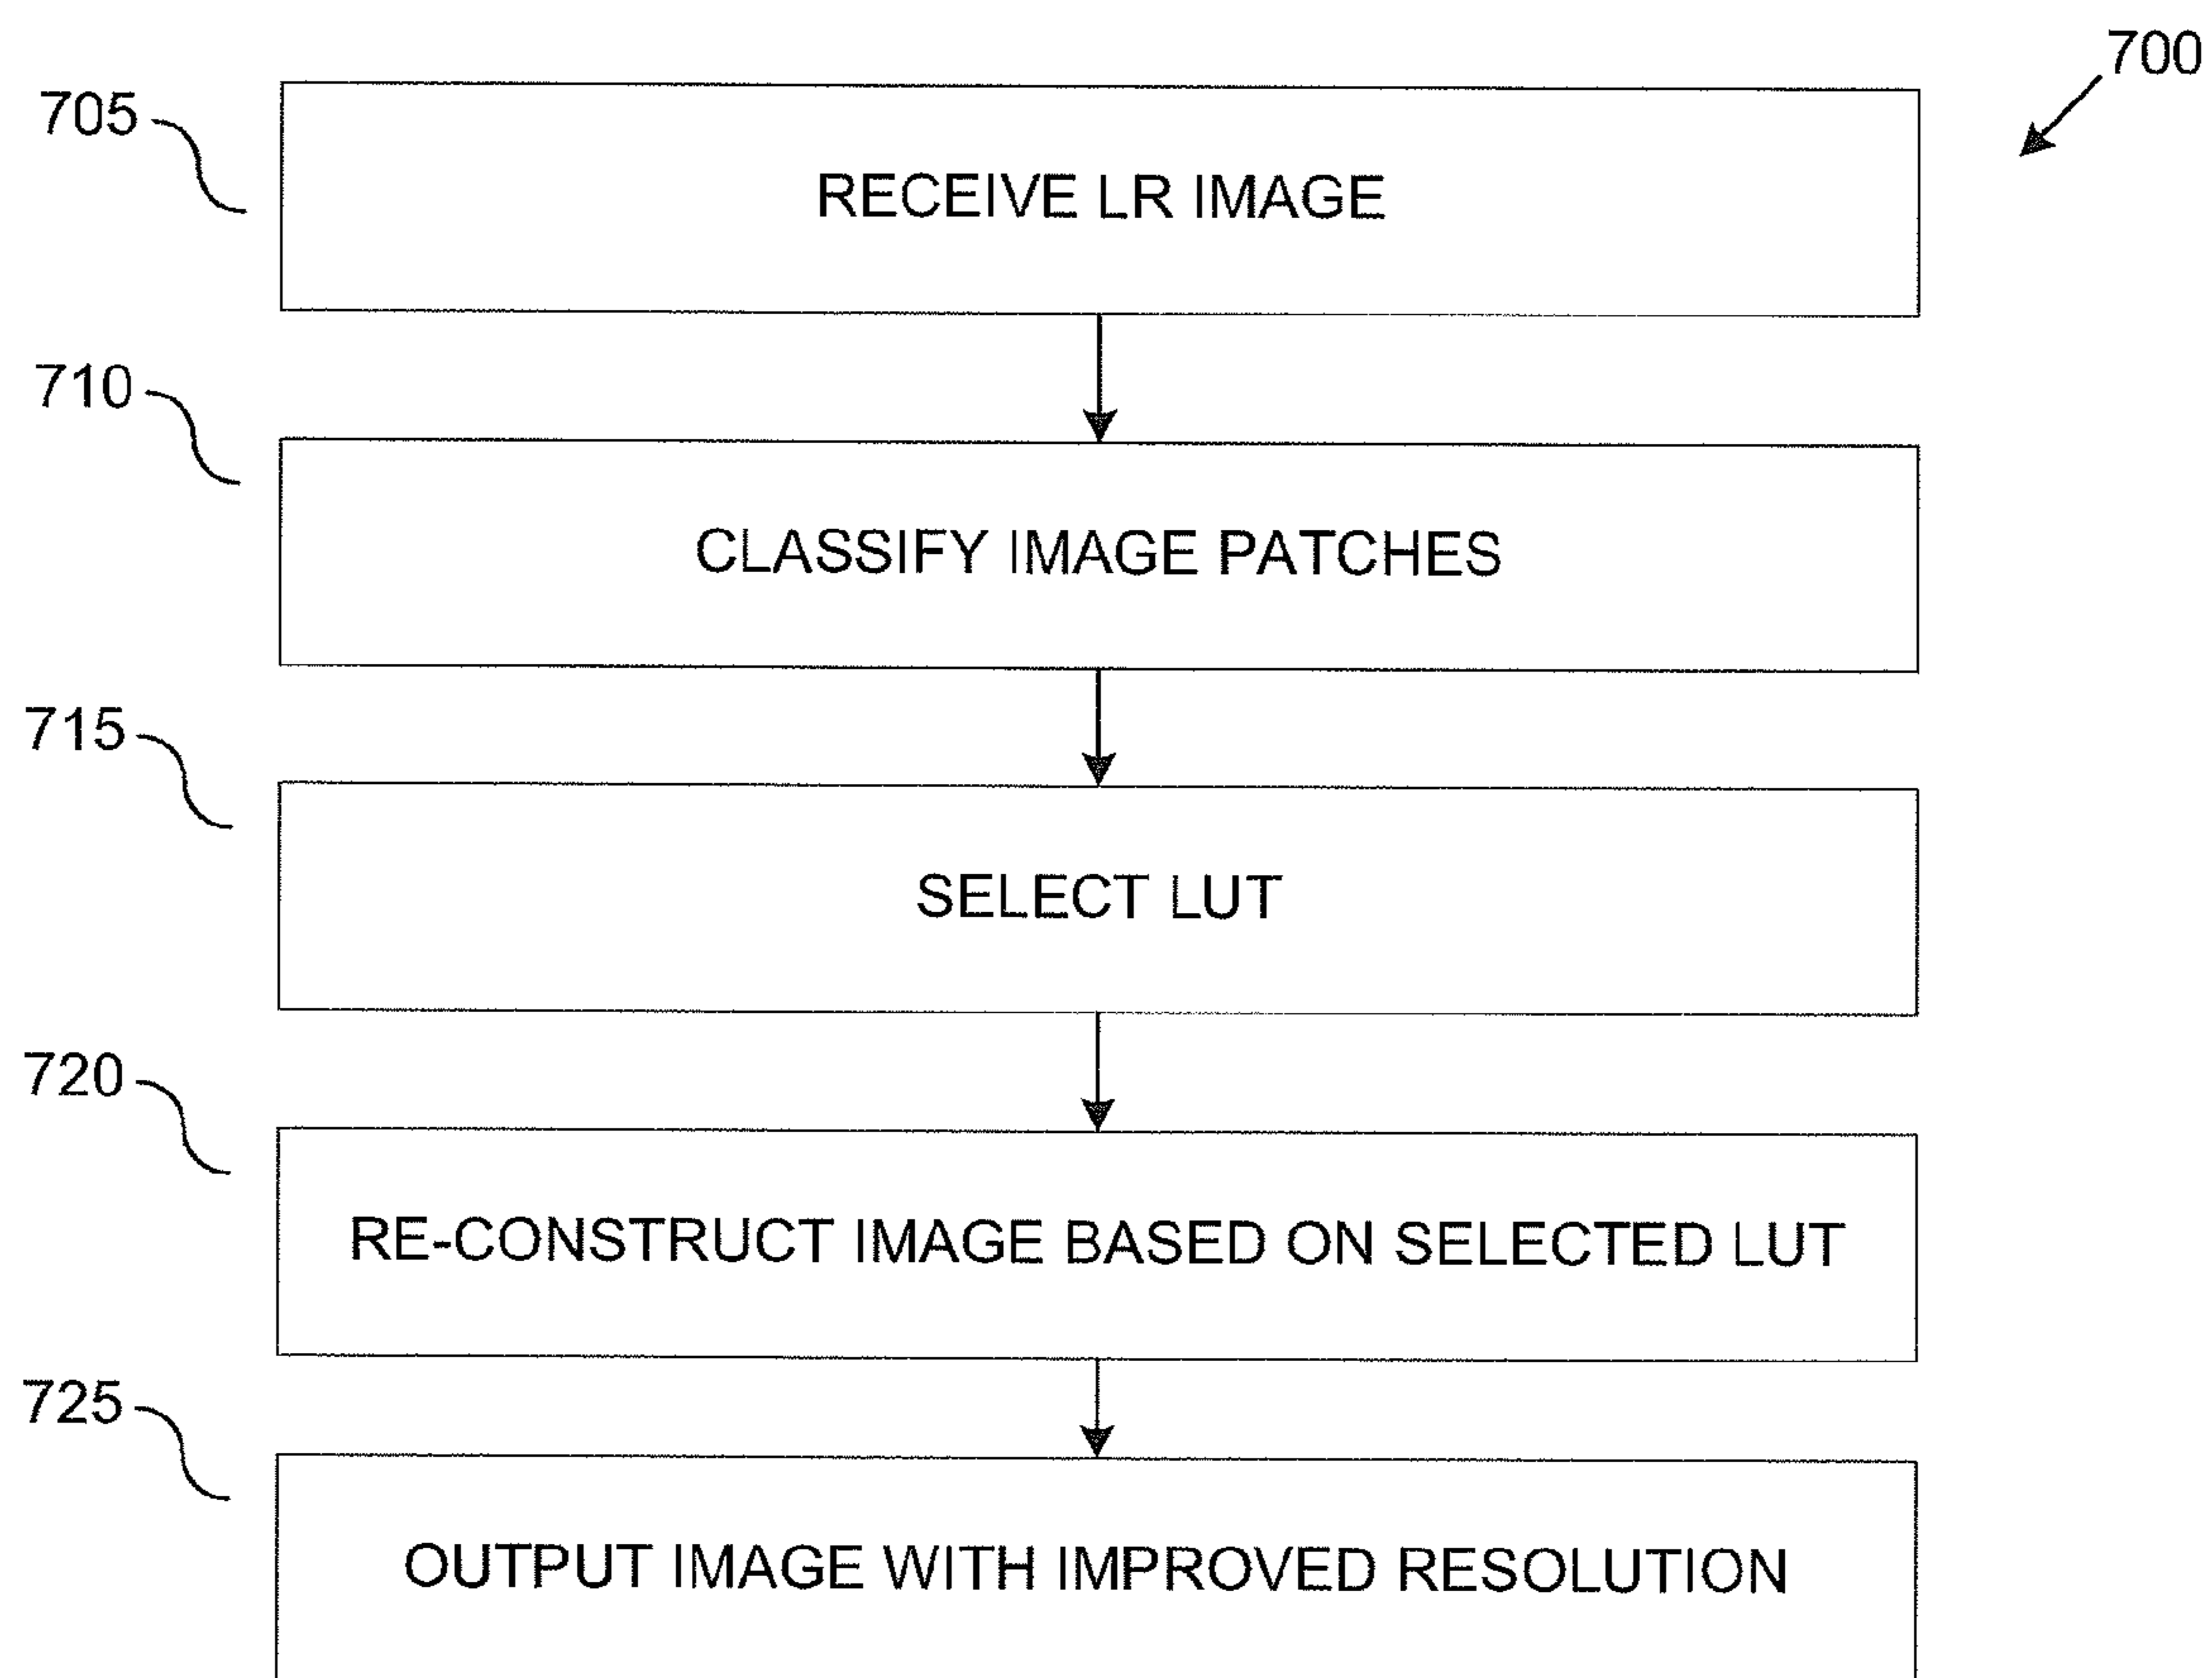 700
705
RECEIVE LR IMAGE
710
CLASSIFY IMAGE PATCHES
715
SELECT LUT
720
RE-CONSTRUCT IMAGE BASED ON SELECTED LUT
725
OUTPUT IMAGE WITH IMPROVED RESOLUTION